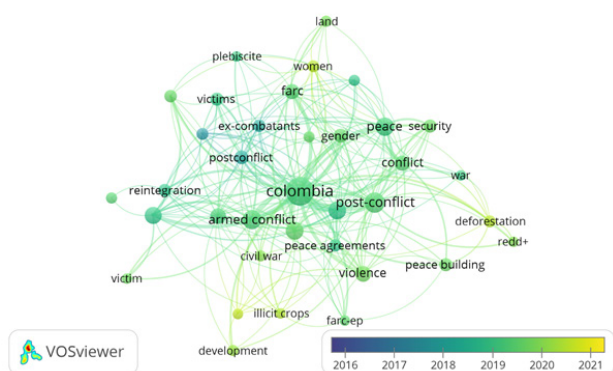 land
plebiscite
women
farc
victims
ex-combatants
gender
peace
security
postconflict
conflict
war
reintegration
colombia
post-conflict
armed conflict
deforestation
peace agreements
redd+
civil war
violence
peace building
victim
illicit crops
farc-ep
development
VOSviewer
2016 2017 2018 2019 2020 2021